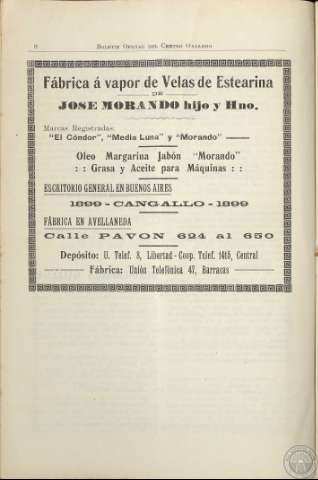 8 Boletín Oficial del Centro Gallego
Fábrica á vapor de Velas de Estearina
DE
JOSE MORANDO hijo y Hno.
Marcas Registradas:
"El Cóndor", "Media Luna" y "Morando"
Oleo Margarina Jabón "Morando"
: : Grasa y Aceite para Máquinas : :
ESCRITORIO GENERAL EN BUENOS AIRES
1899 - CANGALLO - 1899
FÁBRICA EN AVELLANEDA
Calle PAVON 624 al 650
Depósito: U. Telef. 8, Libertad - Coop. Telef. 1465, Central
Fábrica: Unión Telefónica 47, Barracas